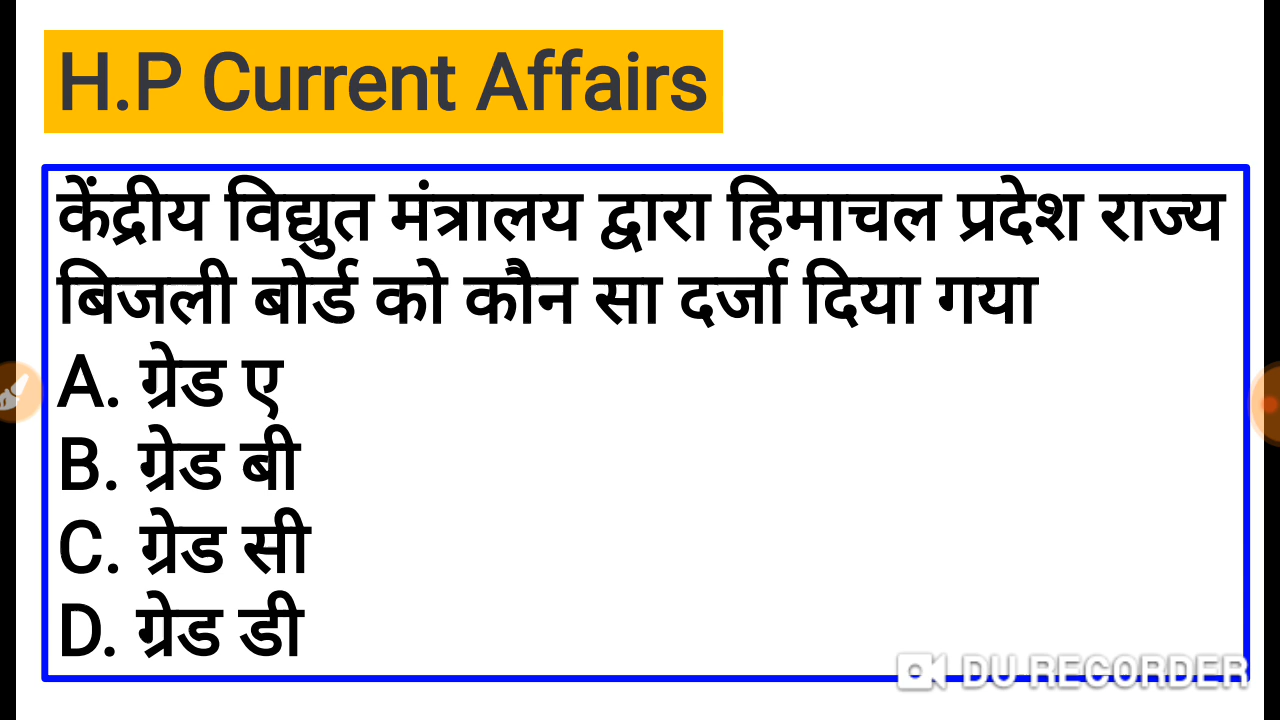 H.P Current Affairs
केंद्रीय विद्युत मंत्रालय द्वारा हिमाचल प्रदेश राज्य
बिजली बोर्ड को कौन सा दर्जा दिया गया
A. ग्रेड ए
B. ग्रेड बी
C. ग्रेड सी
D. ग्रेड डी
DU RECORDER